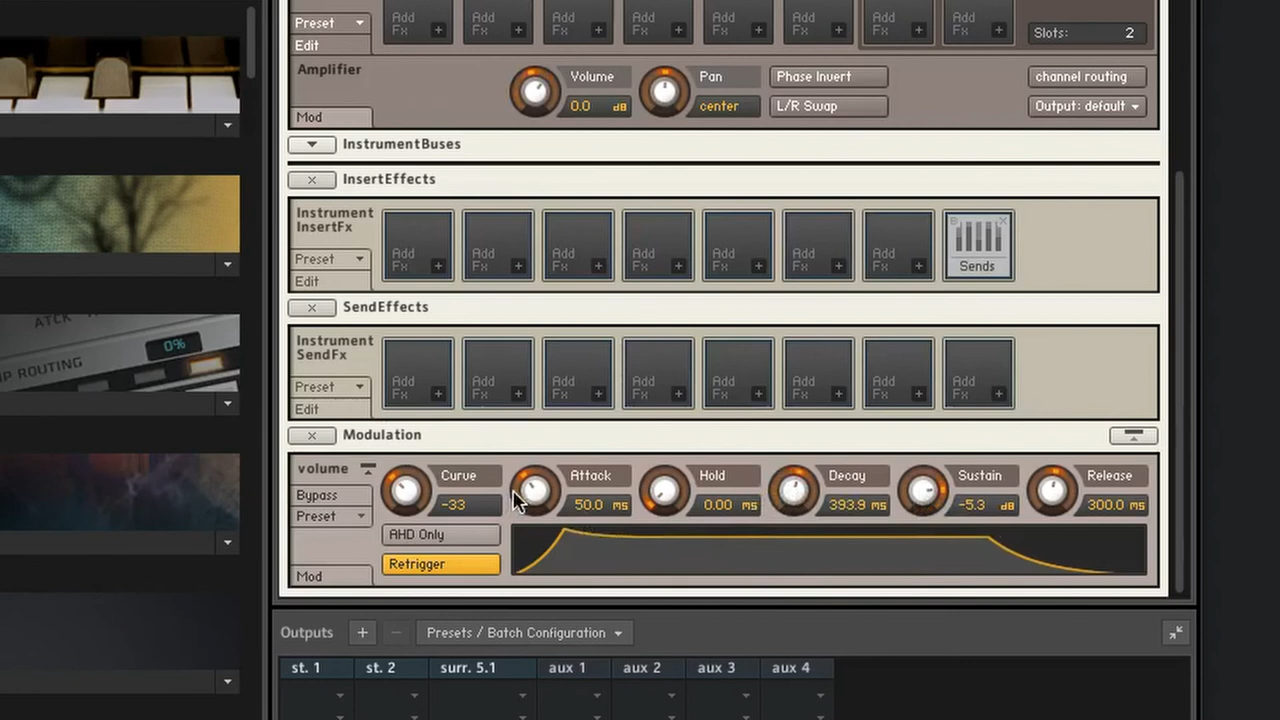 Preset
Edit
Add Fx + Add Fx + Add Fx + Add Fx + Add Fx + Add Fx + Add Fx + Add Fx +
Slots: 2
Amplifier
Volume
0.0 dB
Pan
center
Phase Invert
L/R Swap
channel routing
Output: default
Mod
InstrumentBuses
InsertEffects
Instrument
InsertFx
Preset
Edit
Add Fx + Add Fx + Add Fx + Add Fx + Add Fx + Add Fx + Add Fx +
Sends
SendEffects
Instrument
SendFx
Preset
Edit
Add Fx + Add Fx + Add Fx + Add Fx + Add Fx + Add Fx + Add Fx + Add Fx +
Modulation
volume
Bypass
Preset
Mod
Curve
-33
Attack
50.0 ms
Hold
0.00 ms
Decay
393.9 ms
Sustain
-5.3 dB
Release
300.0 ms
AHD Only
Retrigger
0%
ROUTING
Outputs + − Presets / Batch Configuration
st. 1 st. 2 surr. 5.1 aux 1 aux 2 aux 3 aux 4